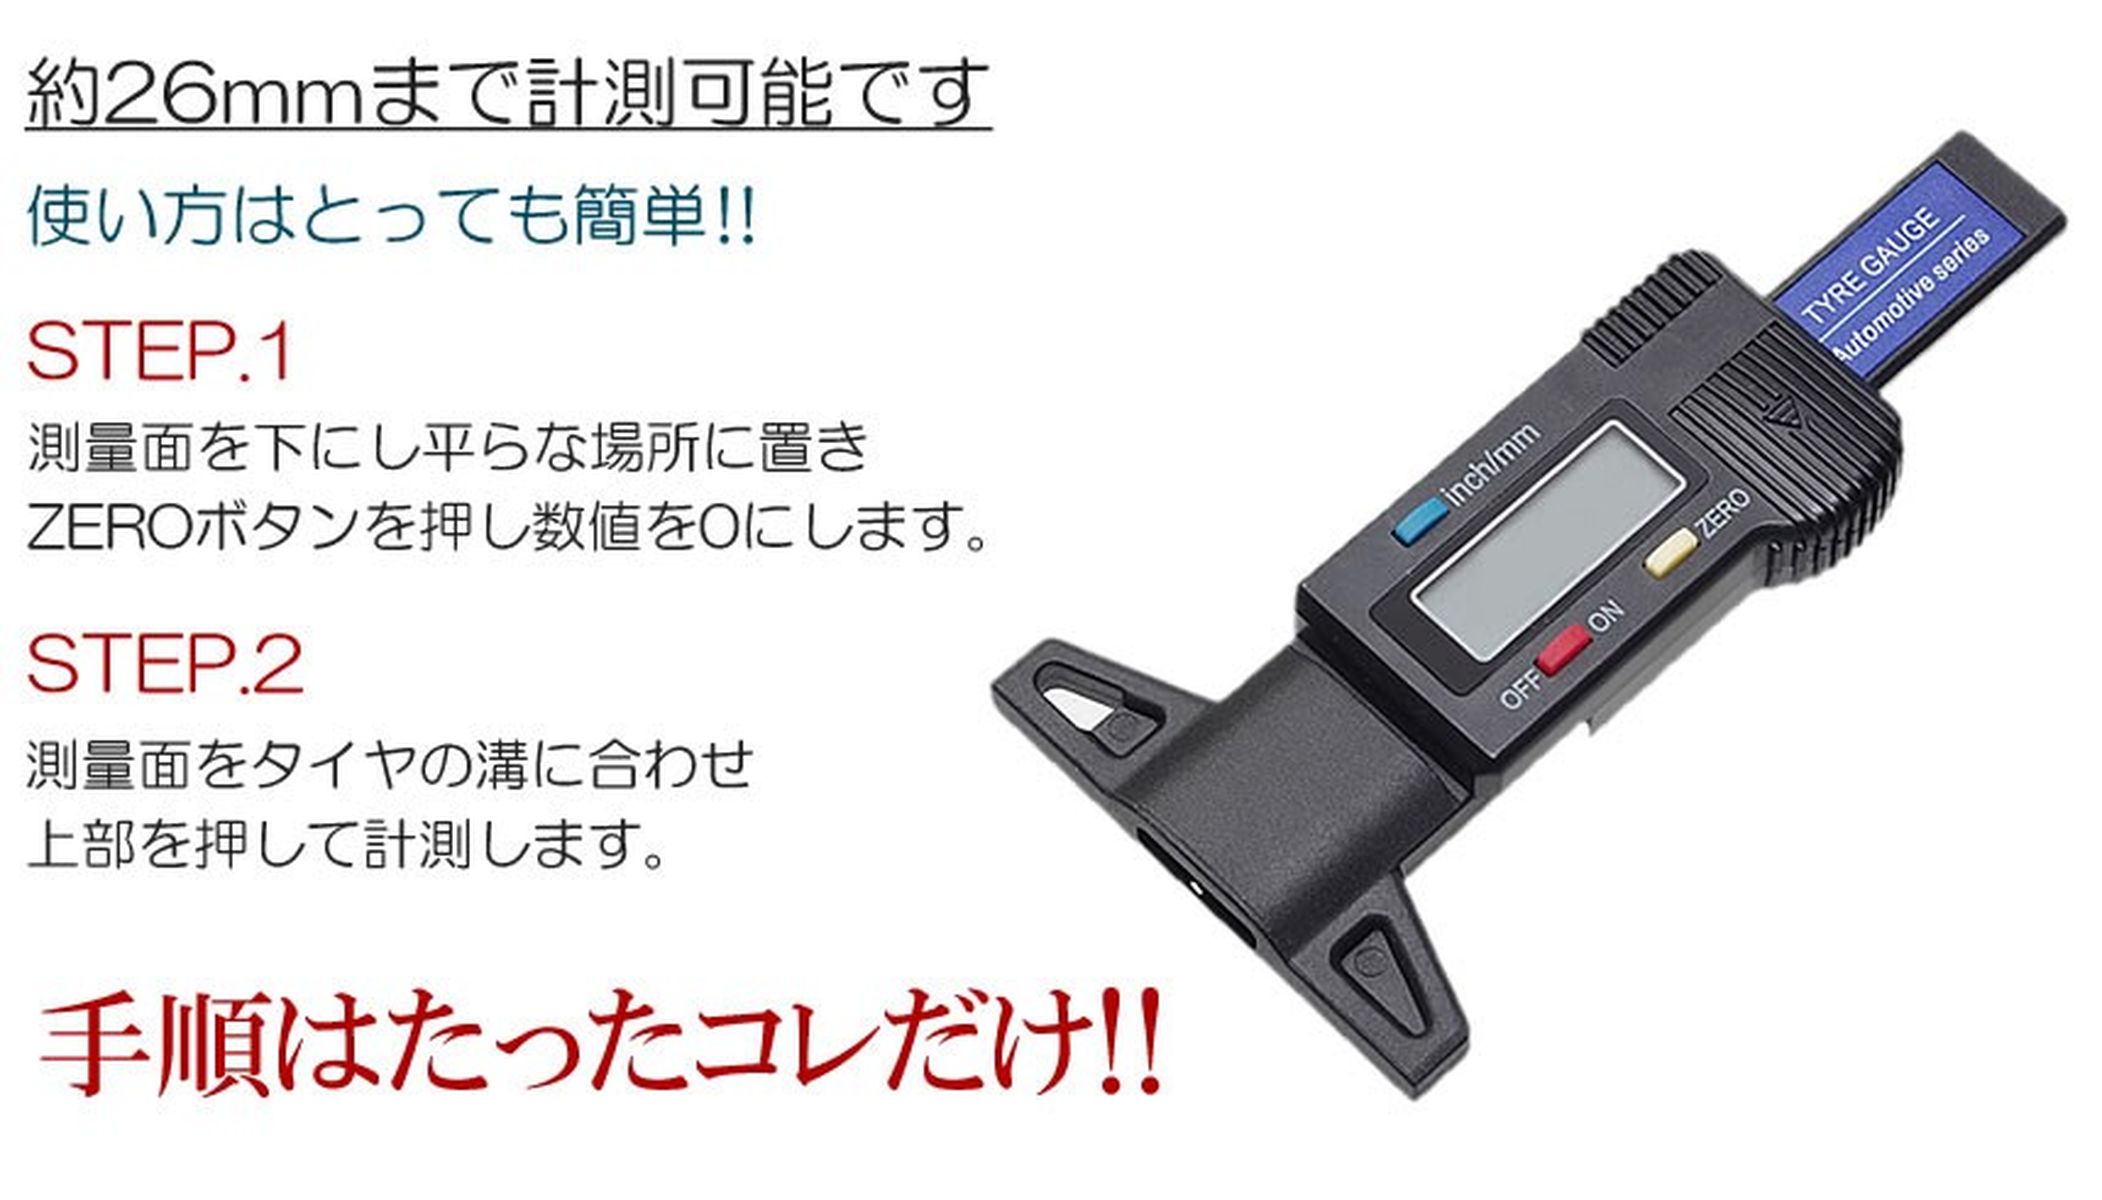 約26mmまで計測可能です
使い方はとっても簡単!!
STEP.1
測量面を下にし平らな場所に置き
ZEROボタンを押し数値を0にします。
STEP.2
測量面をタイヤの溝に合わせ
上部を押して計測します。
手順はたったコレだけ!!
TYRE GAUGE
Automotive series
inch/mm
ZERO
OFF
ON